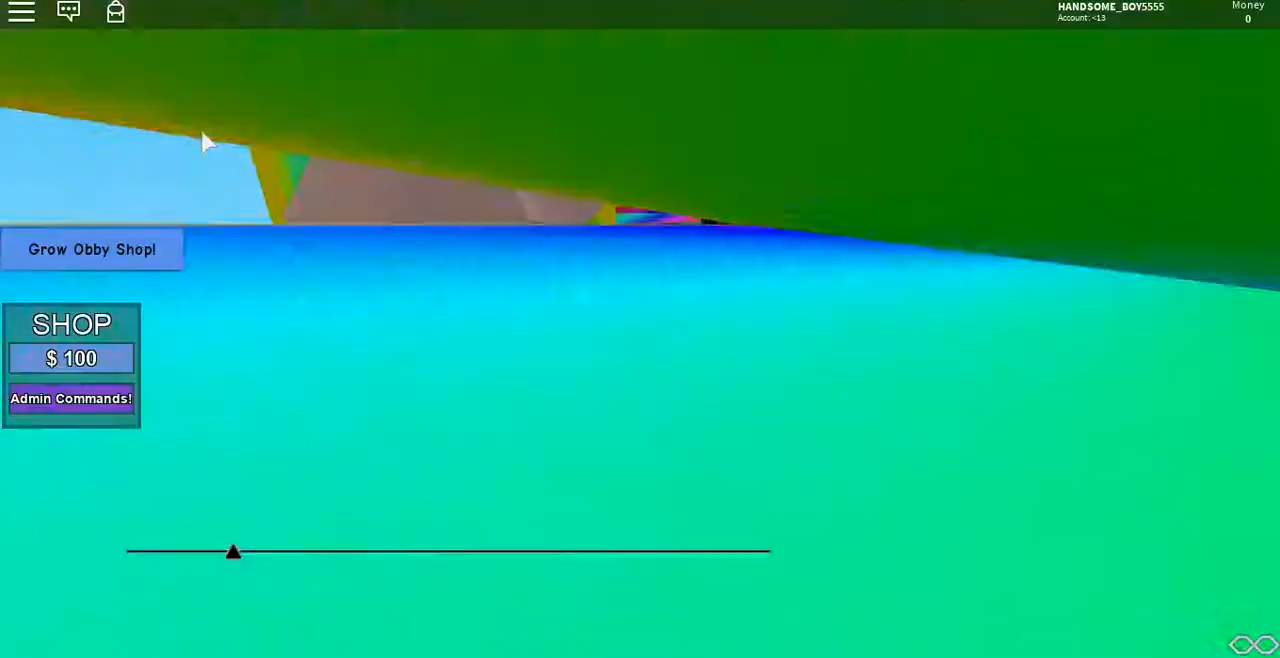 HANDSOME_BOY5555
Account: <13
Money
0
Grow Obby Shop!
SHOP
$ 100
Admin Commands!